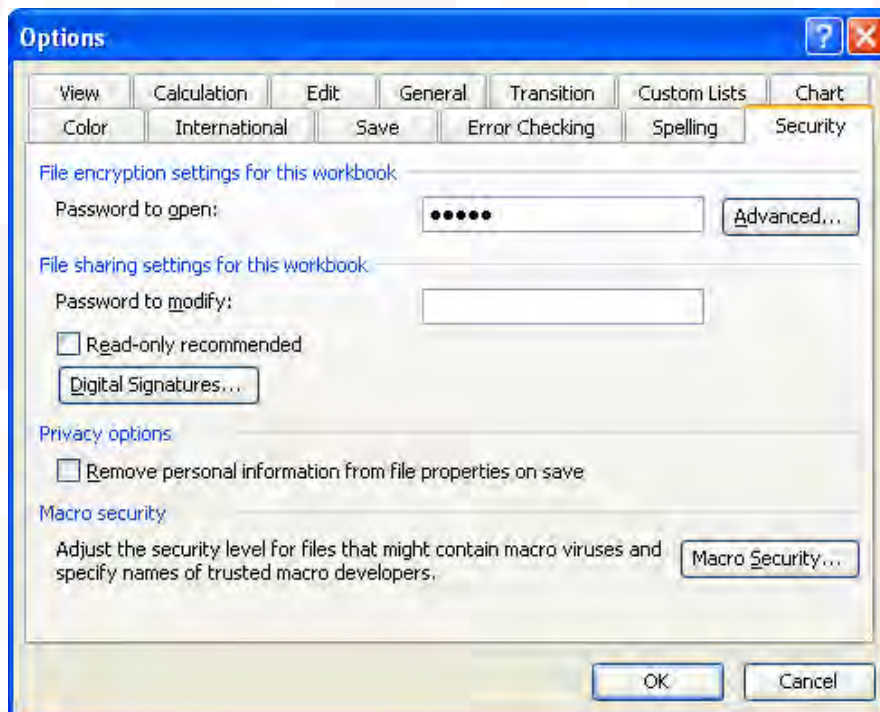 Options
View Calculation Edit General Transition Custom Lists Chart
Color International Save Error Checking Spelling Security
File encryption settings for this workbook
Password to open: ●●●●● Advanced...
File sharing settings for this workbook
Password to modify:
Read-only recommended
Digital Signatures...
Privacy options
Remove personal information from file properties on save
Macro security
Adjust the security level for files that might contain macro viruses and
specify names of trusted macro developers.
Macro Security...
OK Cancel